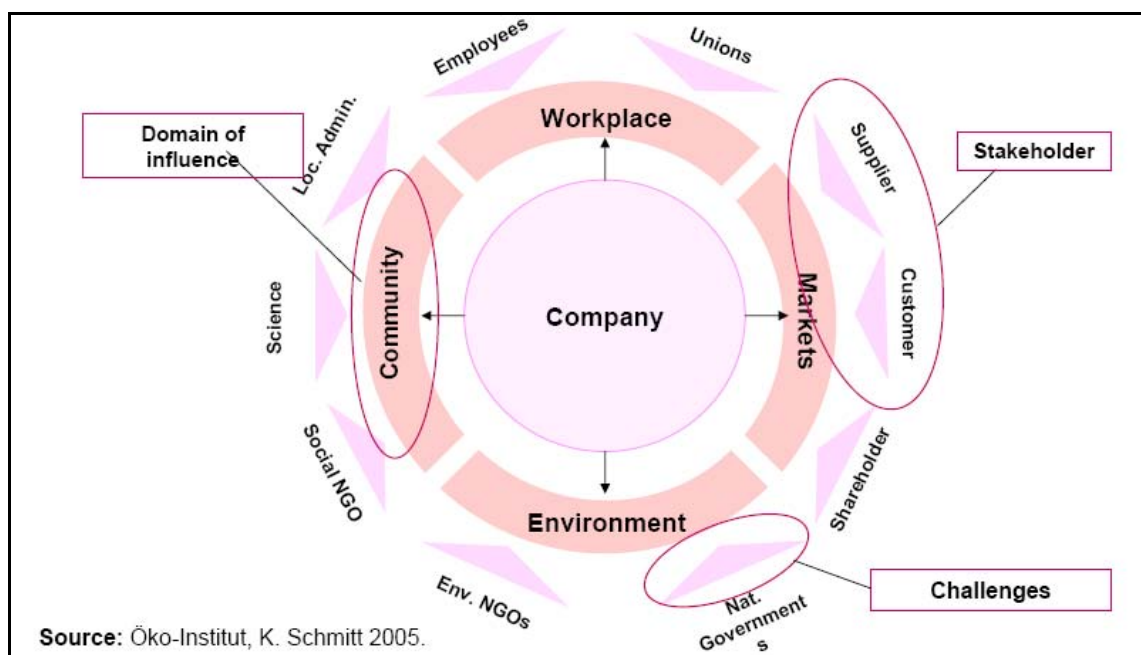 Employees
Unions
Workplace
Domain of
influence
Loc. Admin.
Supplier
Stakeholder
Community
Science
Company
Markets
Customer
Social NGO
Shareholder
Environment
Env. NGOs
Nat.
Government
s
Challenges
Source: Öko-Institut, K. Schmitt 2005.